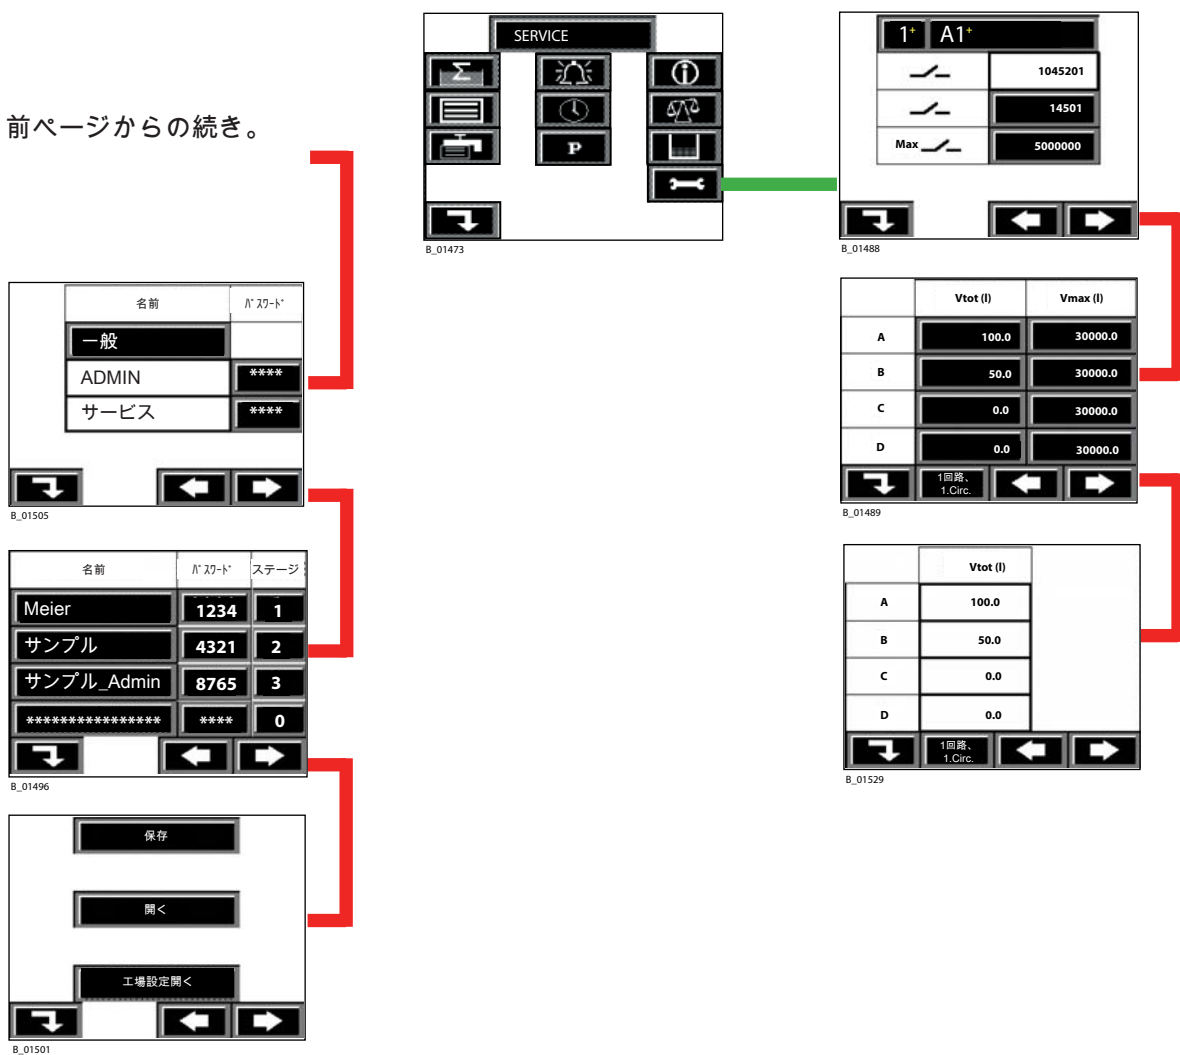 前ページからの続き。
名前 ﾊﾟｽﾜｰﾄﾞ
一般
ADMIN ****
サービス ****
B_01505
名前 ﾊﾟｽﾜｰﾄﾞ ステージ
Meier 1234 1
サンプル 4321 2
サンプル_Admin 8765 3
**************** **** 0
B_01496
保存
開く
工場設定開く
B_01501
SERVICE
Σ
P
B_01473
1+ A1+
1045201
14501
Max 5000000
B_01488
Vtot (l) Vmax (l)
A 100.0 30000.0
B 50.0 30000.0
C 0.0 30000.0
D 0.0 30000.0
1回路、
1.Circ.
B_01489
Vtot (l)
A 100.0
B 50.0
C 0.0
D 0.0
1回路、
1.Circ.
B_01529